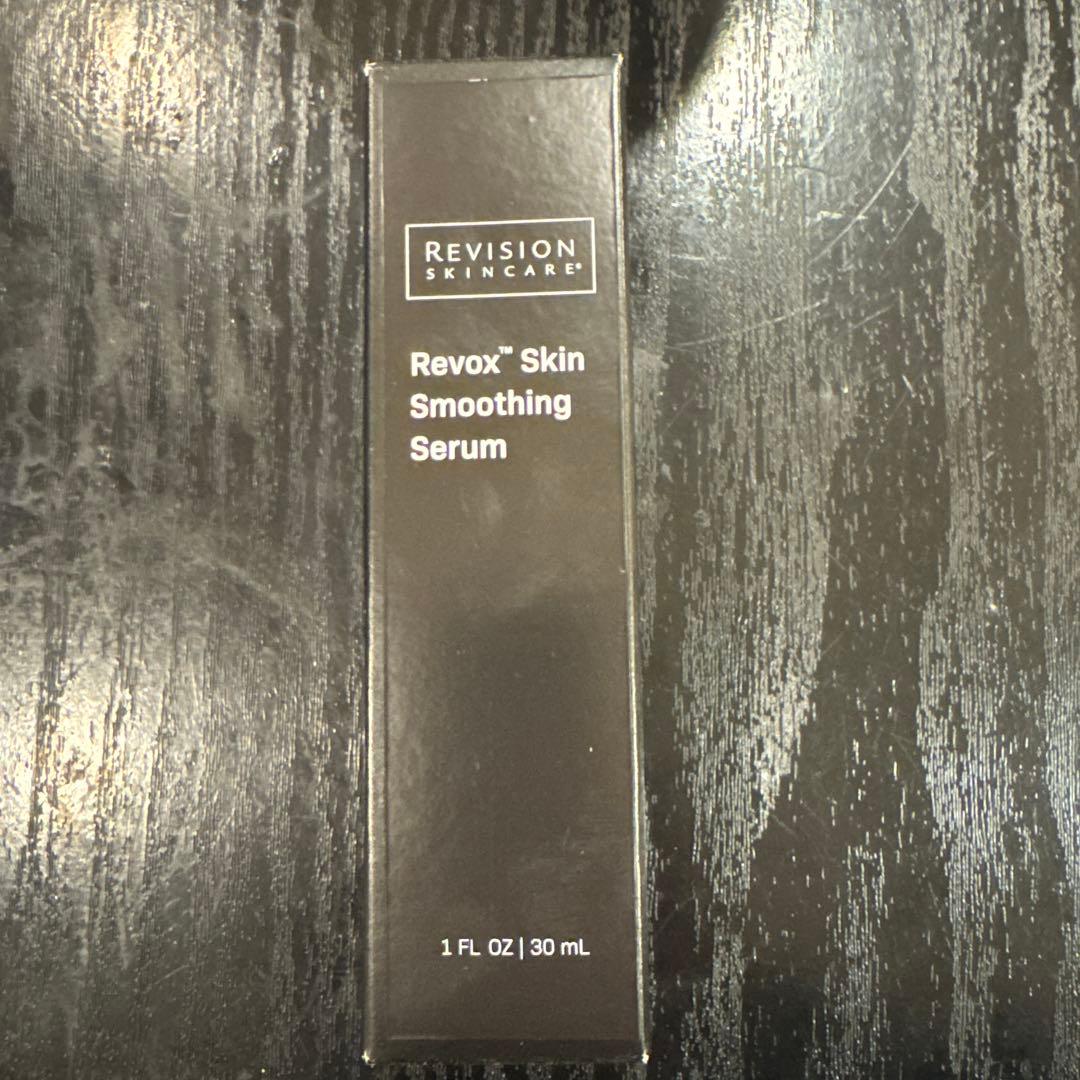 REVISION
SKINCARE®
Revox™ Skin
Smoothing
Serum
1 FL OZ | 30 mL